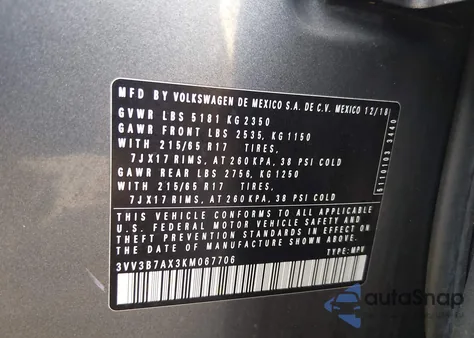 MFD BY VOLKSWAGEN DE MEXICO S.A. DE C.V. MEXICO 12/18
GVWR LBS 5181 KG 2350
GAWR FRONT LBS 2535, KG 1150
WITH 215/65 R17 TIRES,
7JX17 RIMS, AT 260 KPA, 38 PSI COLD
GAWR REAR LBS 2756, KG 1250
WITH 215/65 R17 TIRES,
7JX17 RIMS, AT 260 KPA, 38 PSI COLD
THIS VEHICLE CONFORMS TO ALL APPLICABLE
U.S. FEDERAL MOTOR VEHICLE SAFETY AND
THEFT PREVENTION STANDARDS IN EFFECT ON
THE DATE OF MANUFACTURE SHOWN ABOVE.
3VV3B7AX3KM067706 TYPE: MPV
G110103 3440
autoSnap